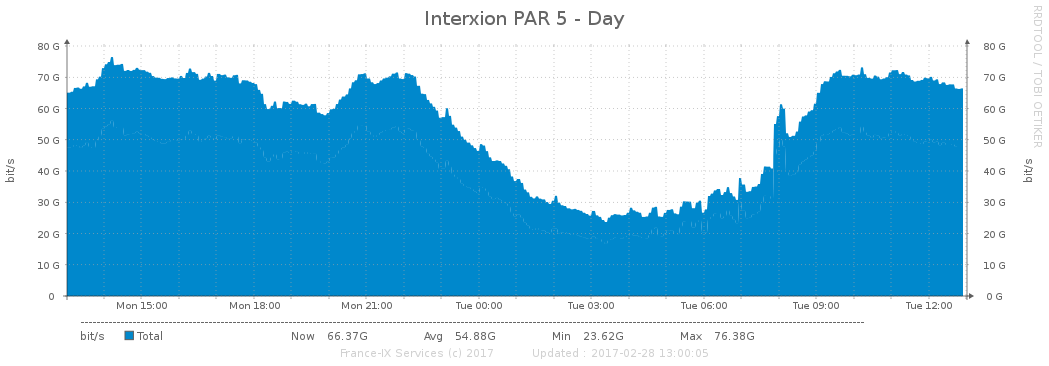 Interxion PAR 5 - Day
RRDTOOL / TOBI OETIKER
80 G 80 G
70 G 70 G
60 G 60 G
50 G 50 G
40 G 40 G
30 G 30 G
20 G 20 G
10 G 10 G
0 0 G
bit/s
bit/s
Mon 15:00 Mon 18:00 Mon 21:00 Tue 00:00 Tue 03:00 Tue 06:00 Tue 09:00 Tue 12:00
bit/s Total Now 66.37G Avg 54.88G Min 23.62G Max 76.38G
France-IX Services (c) 2017 Updated : 2017-02-28 13:00:05